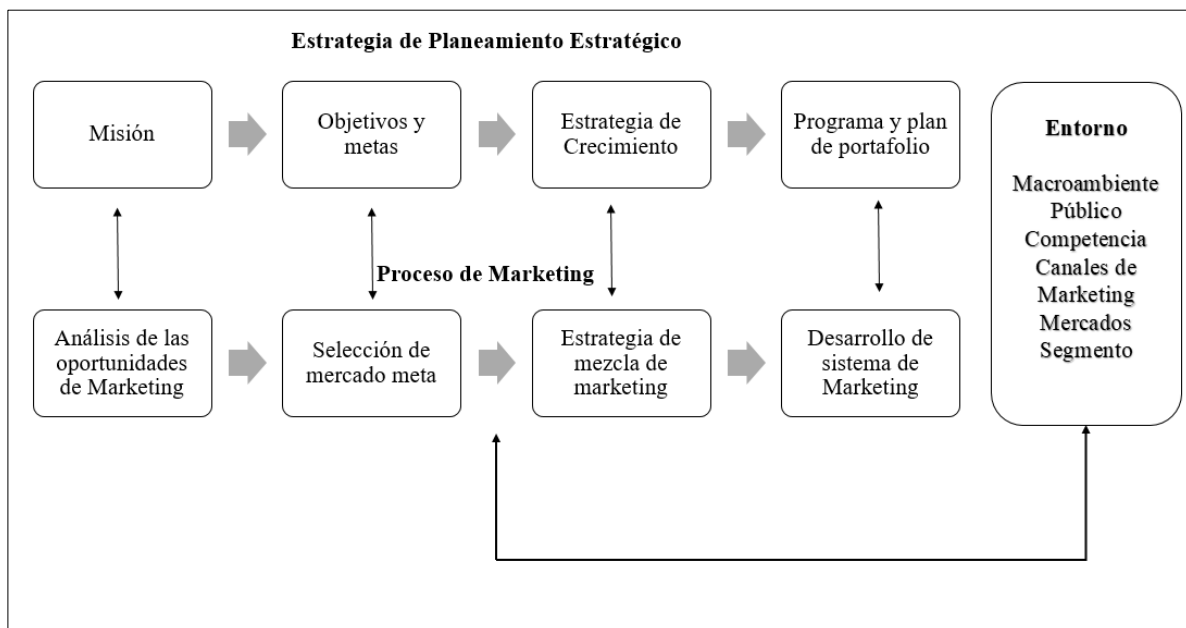 Estrategia de Planeamiento Estratégico
Misión
Objetivos y
metas
Estrategia de
Crecimiento
Programa y plan
de portafolio
Proceso de Marketing
Análisis de las
oportunidades
de Marketing
Selección de
mercado meta
Estrategia de
mezcla de
marketing
Desarrollo de
sistema de
Marketing
Entorno
Macroambiente
Público
Competencia
Canales de
Marketing
Mercados
Segmento